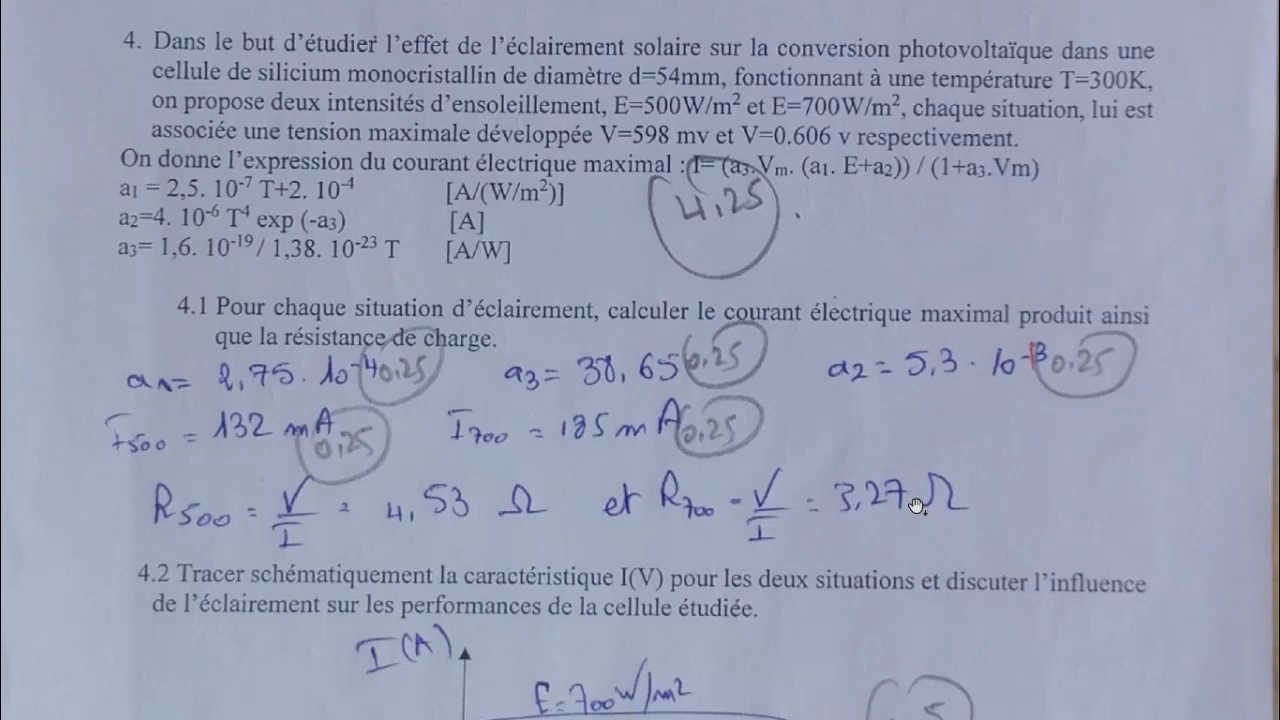 4. Dans le but d'étudier l'effet de l'éclairement solaire sur la conversion photovoltaïque dans une
cellule de silicium monocristallin de diamètre d=54mm, fonctionnant à une température T=300K,
on propose deux intensités d'ensoleillement, E=500W/m² et E=700W/m², chaque situation, lui est
associée une tension maximale développée V=598 mv et V=0.606 v respectivement.
On donne l'expression du courant électrique maximal : I= (a₃.Vm. (a₁. E+a₂)) / (1+a₃.Vm)
a₁ = 2,5. 10⁻⁷ T+2. 10⁻⁴ [A/(W/m²)]
a₂=4. 10⁻⁶ T⁴ exp (-a₃) [A]
a₃= 1,6. 10⁻¹⁹ / 1,38. 10⁻²³ T [A/W]
4.25
4.1 Pour chaque situation d'éclairement, calculer le courant électrique maximal produit ainsi
que la résistance de charge.
a₁= 2,75. 10⁻⁴ 0.25 a₃= 38,65 0.25 a₂= 5,3 . 10⁻¹³ 0.25
I₅₀₀ = 132 mA 0.25 I₇₀₀ = 185 mA 0.25
R₅₀₀ = V/I = 4,53 Ω et R₇₀₀ = V/I = 3,27 Ω
4.2 Tracer schématiquement la caractéristique I(V) pour les deux situations et discuter l'influence
de l'éclairement sur les performances de la cellule étudiée.
I(A)
E=700W/m²